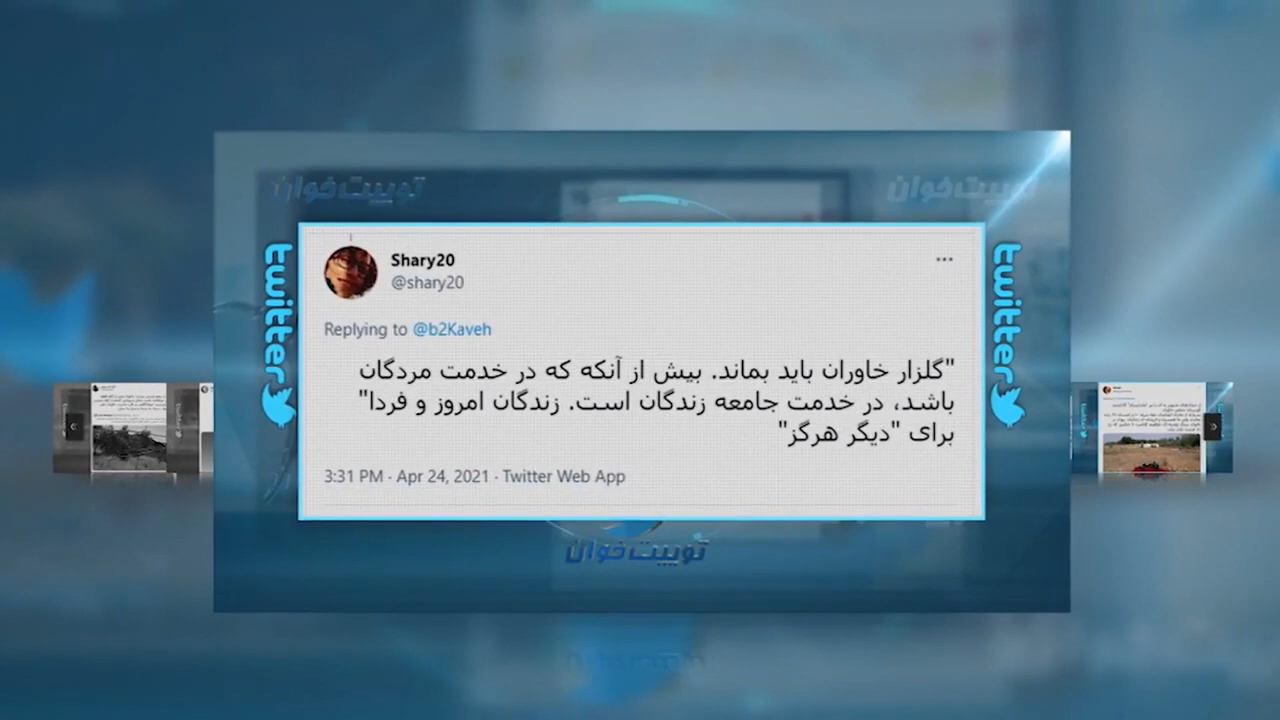 توییت‌خوان
توییت‌خوان
twitter
twitter
Shary20
@shary20
Replying to @b2Kaveh
"گلزار خاوران باید بماند. بیش از آنکه که در خدمت مردگان
باشد، در خدمت جامعه زندگان است. زندگان امروز و فردا"
برای "دیگر هرگز"
3:31 PM · Apr 24, 2021 · Twitter Web App
توییت‌خوان